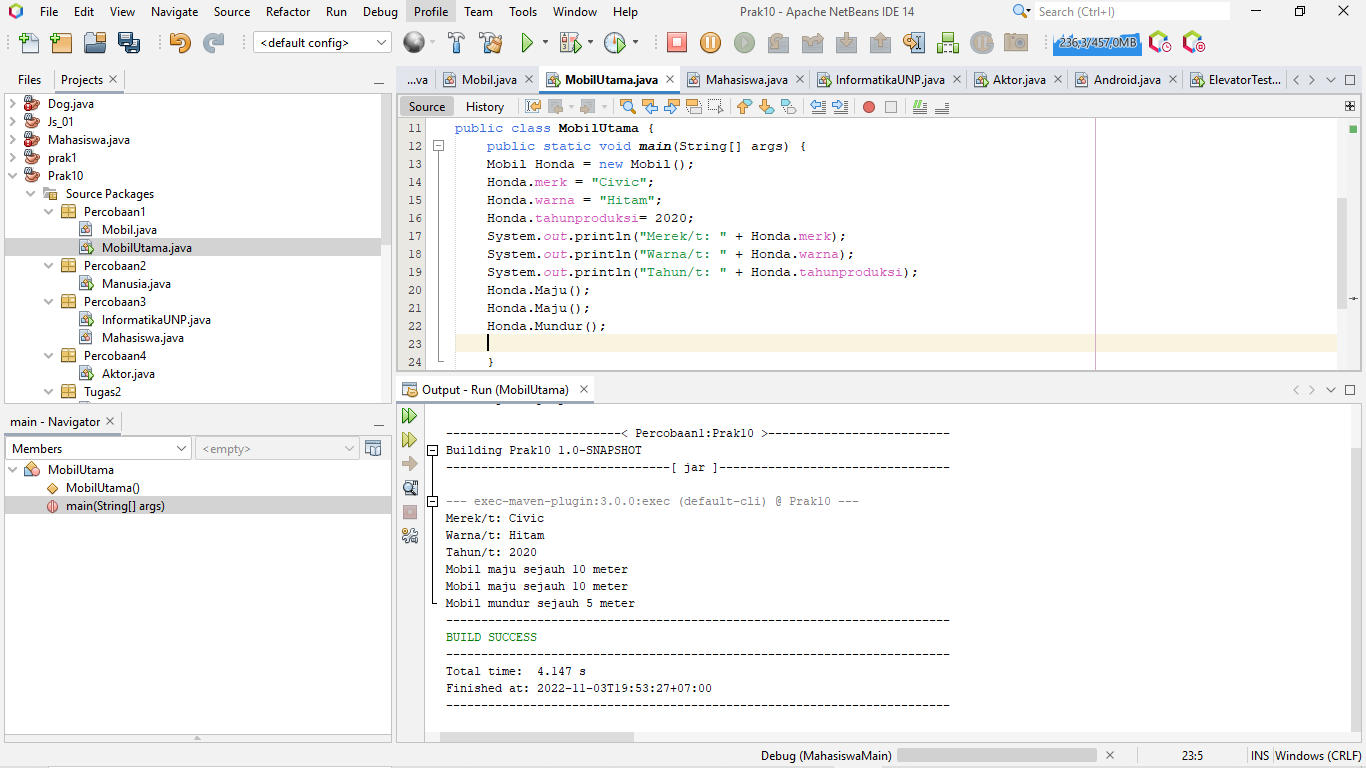 File Edit View Navigate Source Refactor Run Debug Profile Team Tools Window Help
Prak10 - Apache NetBeans IDE 14
Search (Ctrl+I)
<default config>
236,3/457,0MB
Files Projects
Dog.java
Js_01
Mahasiswa.java
prak1
Prak10
Source Packages
Percobaan1
Mobil.java
MobilUtama.java
Percobaan2
Manusia.java
Percobaan3
InformatikaUNP.java
Mahasiswa.java
Percobaan4
Aktor.java
Tugas2
main - Navigator
Members
<empty>
MobilUtama
MobilUtama()
main(String[] args)
...va Mobil.java MobilUtama.java Mahasiswa.java InformatikaUNP.java Aktor.java Android.java ElevatorTest...
Source History
11 public class MobilUtama {
12 public static void main(String[] args) {
13 Mobil Honda = new Mobil();
14 Honda.merk = "Civic";
15 Honda.warna = "Hitam";
16 Honda.tahunproduksi= 2020;
17 System.out.println("Merek/t: " + Honda.merk);
18 System.out.println("Warna/t: " + Honda.warna);
19 System.out.println("Tahun/t: " + Honda.tahunproduksi);
20 Honda.Maju();
21 Honda.Maju();
22 Honda.Mundur();
23
24 }
Output - Run (MobilUtama)
-------------------------< Percobaan1:Prak10 >--------------------------
Building Prak10 1.0-SNAPSHOT
--------------------------------[ jar ]---------------------------------
--- exec-maven-plugin:3.0.0:exec (default-cli) @ Prak10 ---
Merek/t: Civic
Warna/t: Hitam
Tahun/t: 2020
Mobil maju sejauh 10 meter
Mobil maju sejauh 10 meter
Mobil mundur sejauh 5 meter
------------------------------------------------------------------------
BUILD SUCCESS
------------------------------------------------------------------------
Total time:  4.147 s
Finished at: 2022-11-03T19:53:27+07:00
------------------------------------------------------------------------
Debug (MahasiswaMain)
23:5
INS
Windows (CRLF)